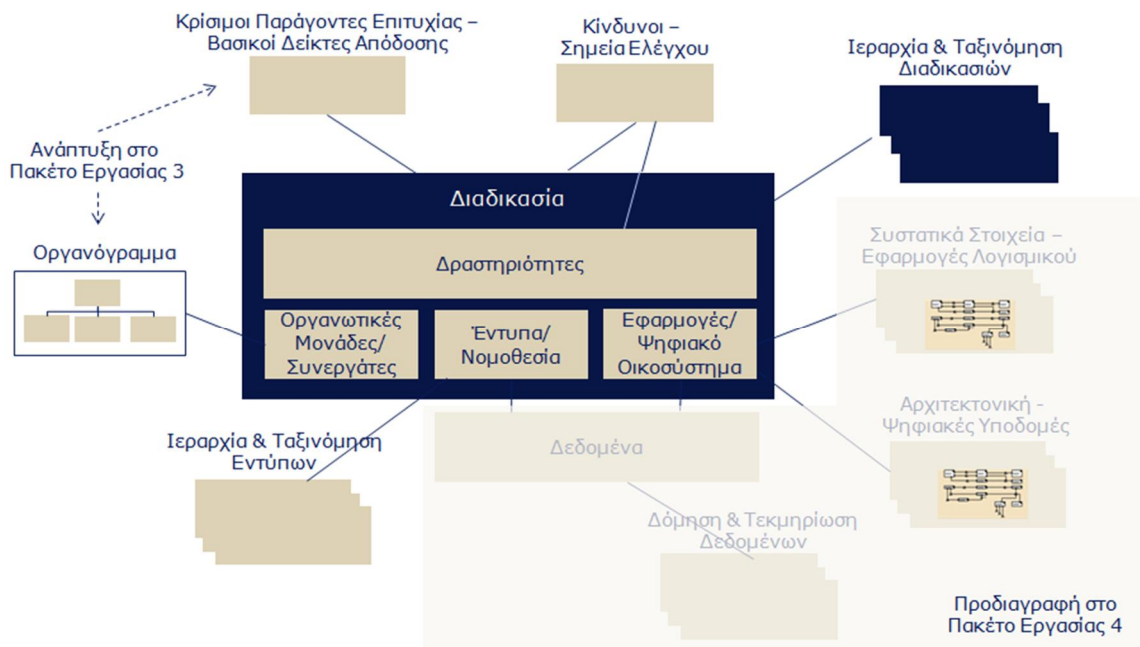 Κρίσιμοι Παράγοντες Επιτυχίας –
Βασικοί Δείκτες Απόδοσης
Κίνδυνοι –
Σημεία Ελέγχου
Ιεραρχία & Ταξινόμηση
Διαδικασιών
Ανάπτυξη στο
Πακέτο Εργασίας 3
Οργανόγραμμα
Διαδικασία
Δραστηριότητες
Οργανωτικές
Μονάδες/
Συνεργάτες
Έντυπα/
Νομοθεσία
Εφαρμογές/
Ψηφιακό
Οικοσύστημα
Συστατικά Στοιχεία –
Εφαρμογές Λογισμικού
Αρχιτεκτονική -
Ψηφιακές Υποδομές
Ιεραρχία & Ταξινόμηση
Εντύπων
Δεδομένα
Δόμηση & Τεκμηρίωση
Δεδομένων
Προδιαγραφή στο
Πακέτο Εργασίας 4